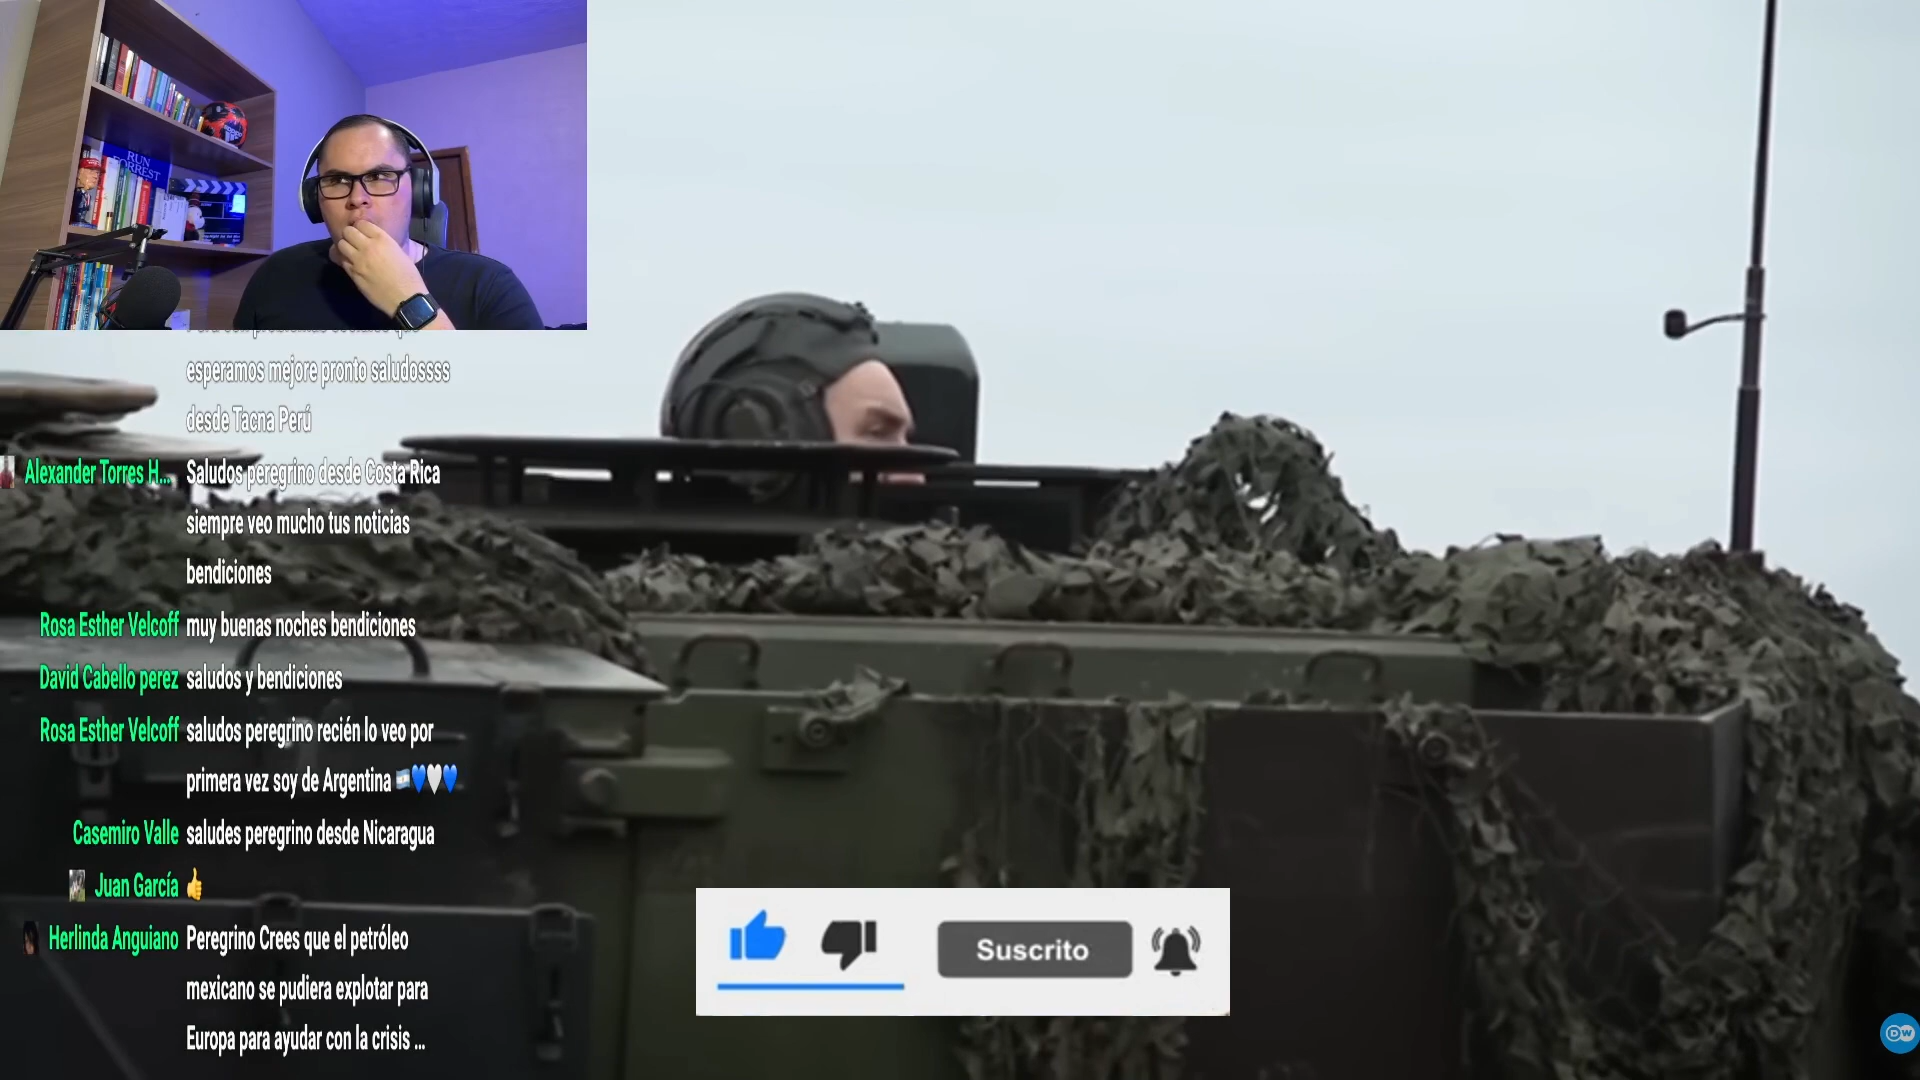 RUN
FORREST
esperamos mejore pronto saludossss
desde Tacna Perú
Alexander Torres H... Saludos peregrino desde Costa Rica
siempre veo mucho tus noticias
bendiciones
Rosa Esther Velcoff muy buenas noches bendiciones
David Cabello perez saludos y bendiciones
Rosa Esther Velcoff saludos peregrino recién lo veo por
primera vez soy de Argentina 🇦🇷💙🤍💙
Casemiro Valle saludes peregrino desde Nicaragua
Juan García 👍
Herlinda Anguiano Peregrino Crees que el petróleo
mexicano se pudiera explotar para
Europa para ayudar con la crisis ...
Suscrito
DW